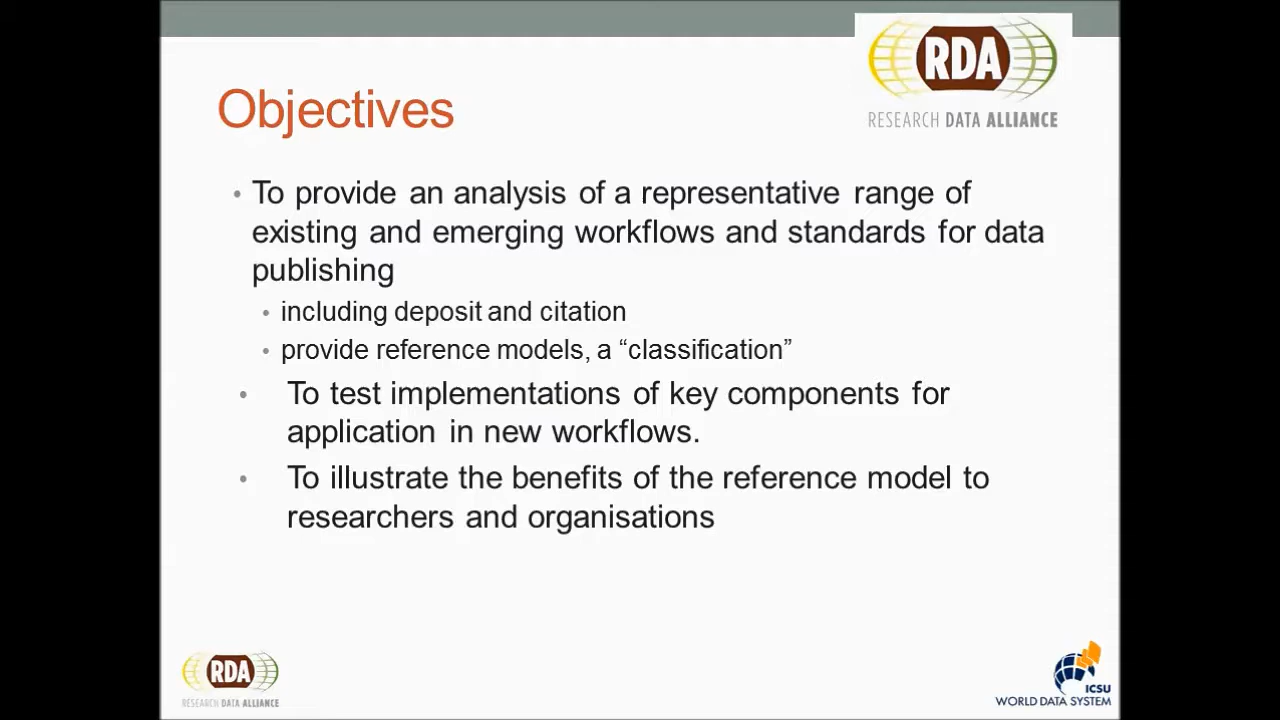 RDA
RESEARCH DATA ALLIANCE
Objectives
• To provide an analysis of a representative range of
existing and emerging workflows and standards for data
publishing
• including deposit and citation
• provide reference models, a “classification”
• To test implementations of key components for
application in new workflows.
• To illustrate the benefits of the reference model to
researchers and organisations
RDA
RESEARCH DATA ALLIANCE
ICSU
WORLD DATA SYSTEM